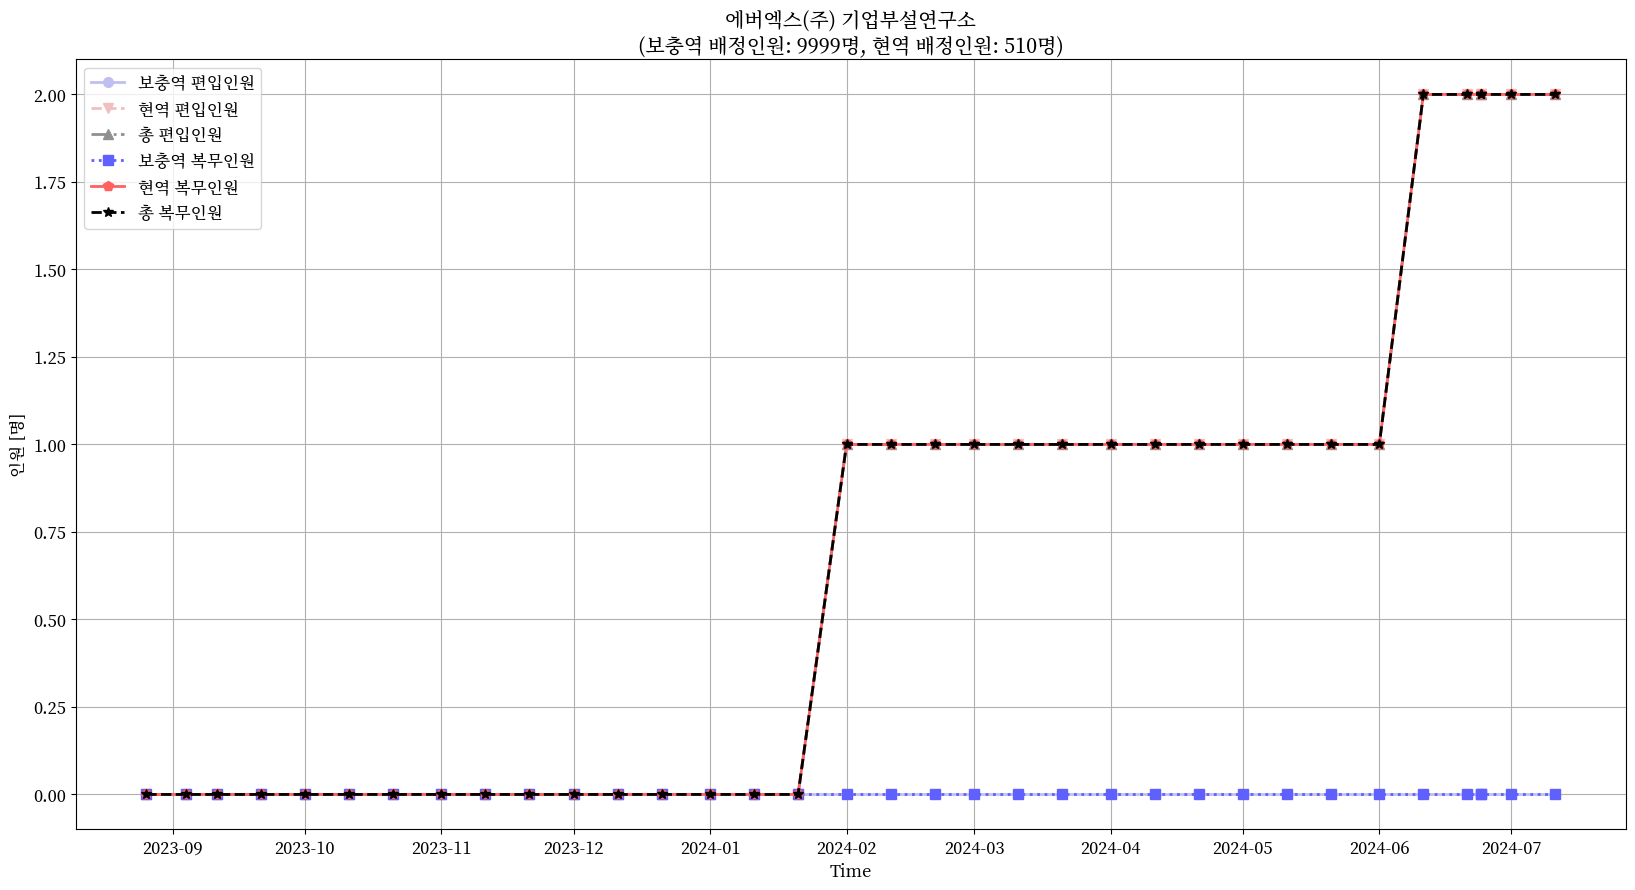 에버엑스(주) 기업부설연구소
(보충역 배정인원: 9999명, 현역 배정인원: 510명)
보충역 편입인원
현역 편입인원
총 편입인원
보충역 복무인원
현역 복무인원
총 복무인원
2.00
1.75
1.50
1.25
1.00
0.75
0.50
0.25
0.00
인원 [명]
2023-09
2023-10
2023-11
2023-12
2024-01
2024-02
2024-03
2024-04
2024-05
2024-06
2024-07
Time